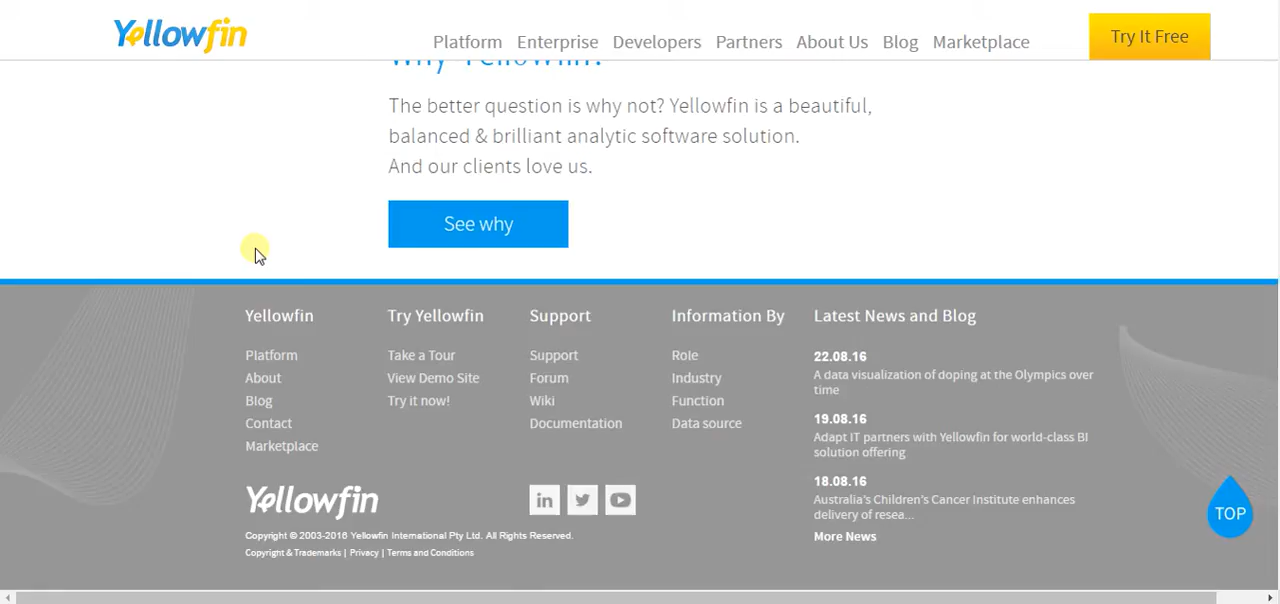 Yellowfin
Platform Enterprise Developers Partners About Us Blog Marketplace
Try It Free
Why Yellowfin?
The better question is why not? Yellowfin is a beautiful,
balanced & brilliant analytic software solution.
And our clients love us.
See why
Yellowfin
Platform
About
Blog
Contact
Marketplace
Try Yellowfin
Take a Tour
View Demo Site
Try it now!
Support
Support
Forum
Wiki
Documentation
Information By
Role
Industry
Function
Data source
Latest News and Blog
22.08.16
A data visualization of doping at the Olympics over
time
19.08.16
Adapt IT partners with Yellowfin for world-class BI
solution offering
18.08.16
Australia's Children's Cancer Institute enhances
delivery of resea...
More News
Yellowfin
in
Copyright © 2003-2016 Yellowfin International Pty Ltd. All Rights Reserved.
Copyright & Trademarks | Privacy | Terms and Conditions
TOP